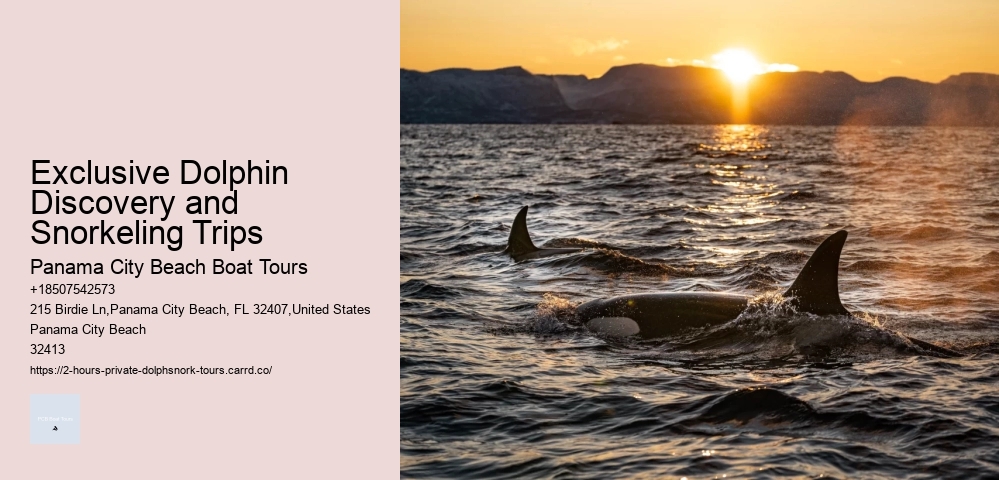 Exclusive Dolphin
Discovery and
Snorkeling Trips
Panama City Beach Boat Tours
+18507542573
215 Birdie Ln,Panama City Beach, FL 32407,United States
Panama City Beach
32413
https://2-hours-private-dolphsnork-tours.carrd.co/